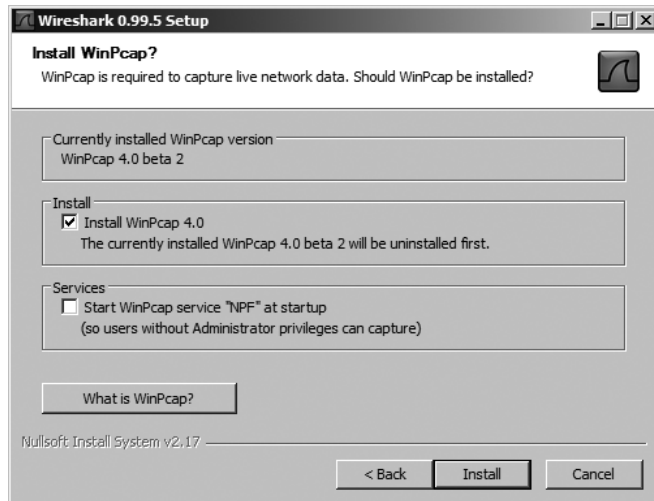 Wireshark 0.99.5 Setup
Install WinPcap?
WinPcap is required to capture live network data. Should WinPcap be installed?
Currently installed WinPcap version
WinPcap 4.0 beta 2
Install
Install WinPcap 4.0
The currently installed WinPcap 4.0 beta 2 will be uninstalled first.
Services
Start WinPcap service "NPF" at startup
(so users without Administrator privileges can capture)
What is WinPcap?
Nullsoft Install System v2.17
< Back
Install
Cancel